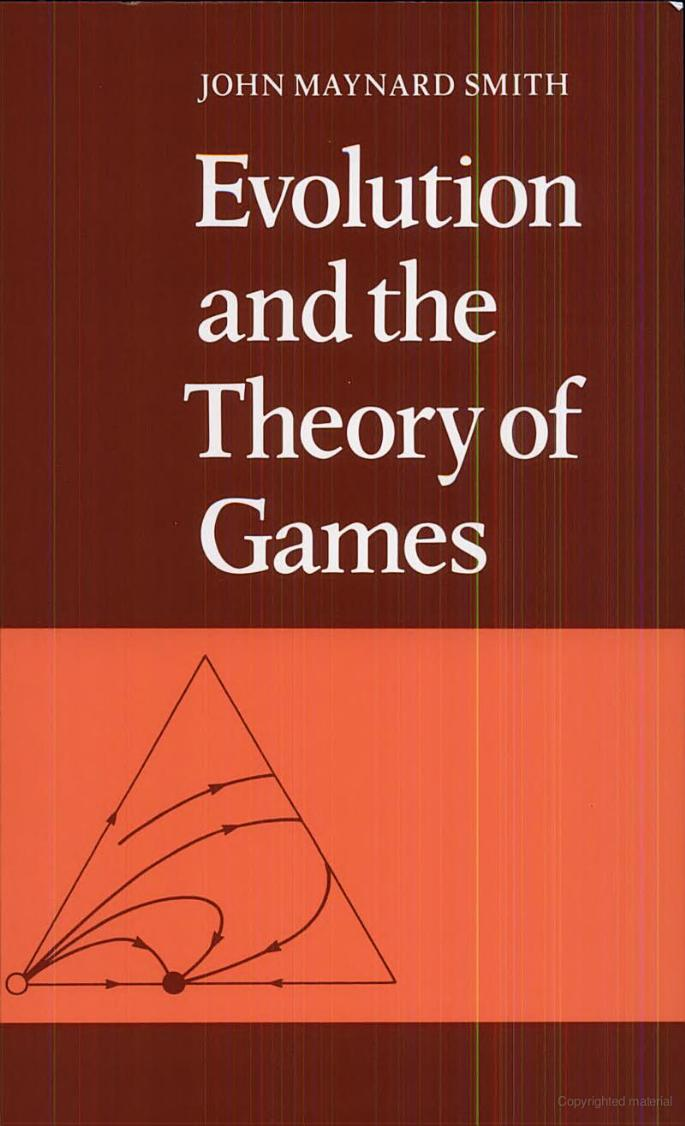 JOHN MAYNARD SMITH
Evolution
and the
Theory of
Games
Copyrighted material